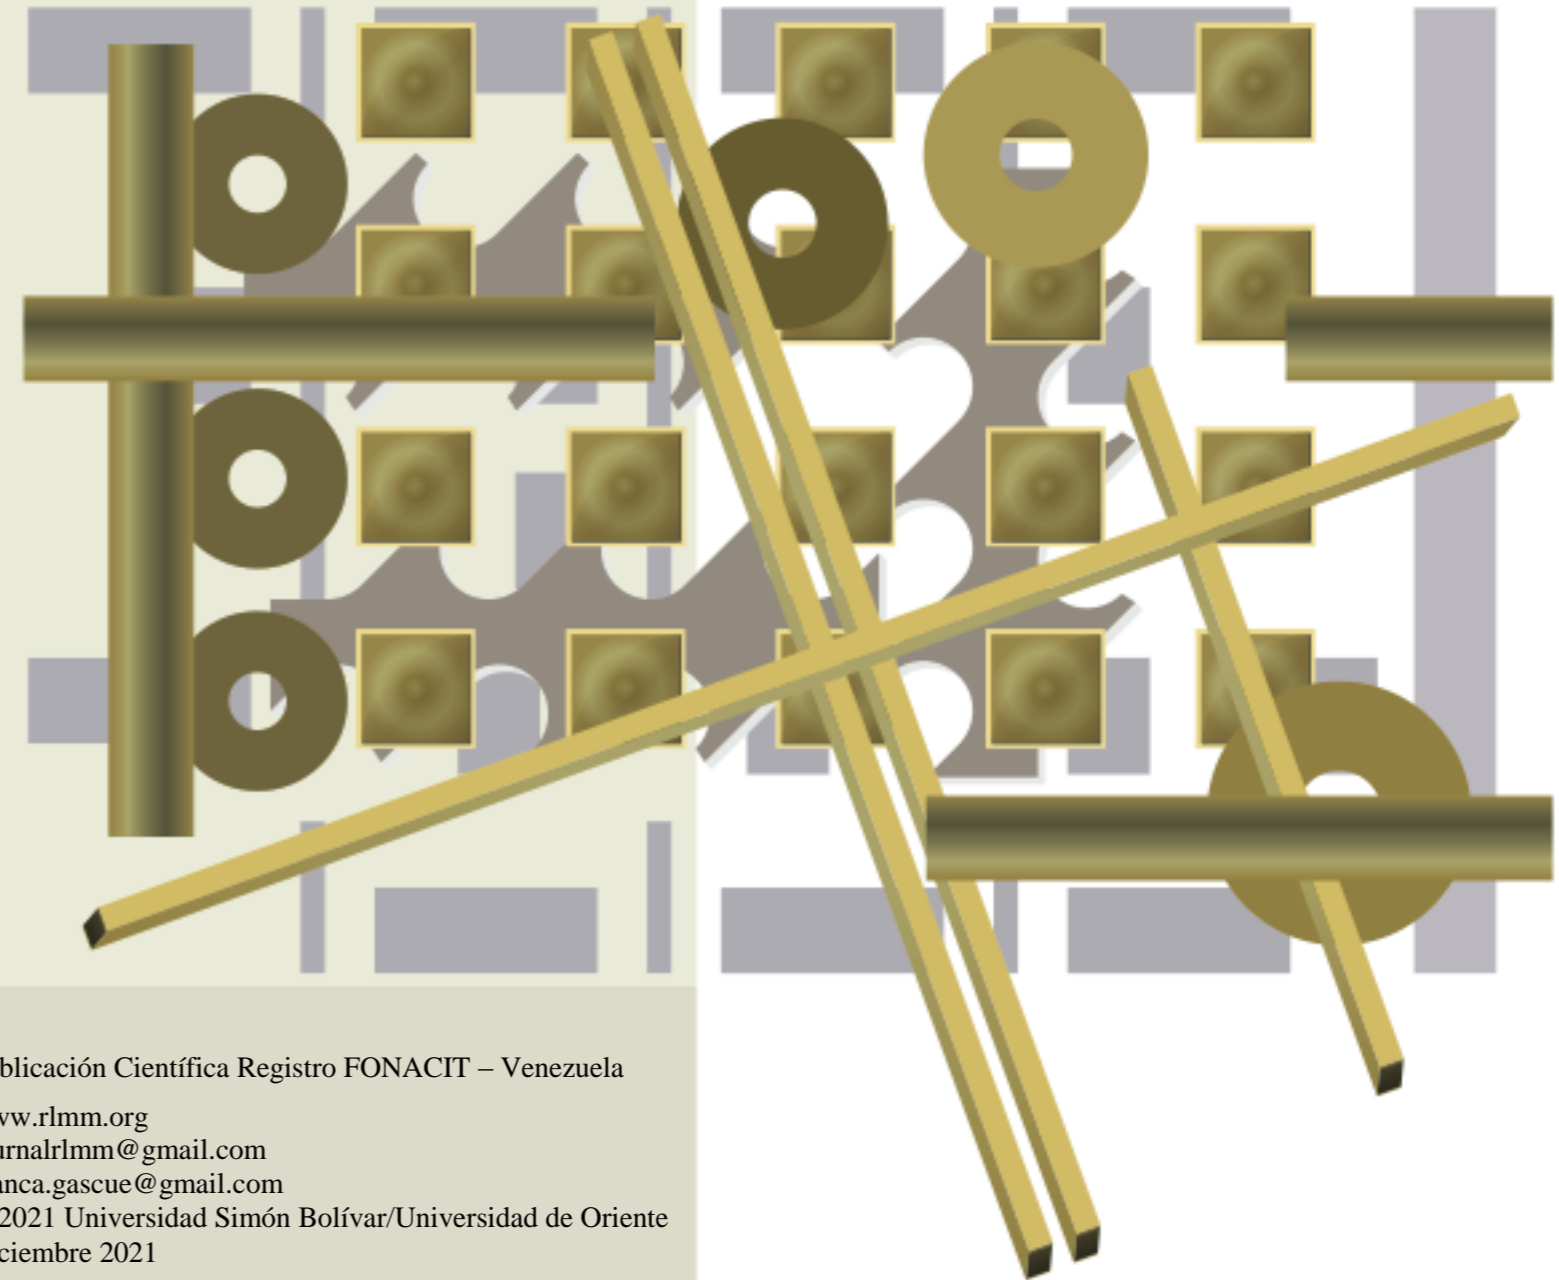 blicación Científica Registro FONACIT – Venezuela
w.rlmm.org
urnalrlmm@gmail.com
anca.gascue@gmail.com
2021 Universidad Simón Bolívar/Universidad de Oriente
ciembre 2021